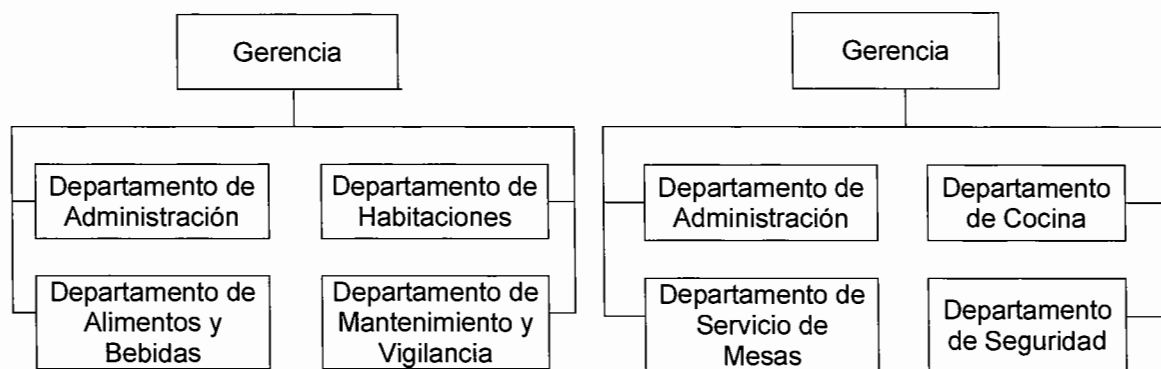 Gerencia
Departamento de
Administración
Departamento de
Habitaciones
Departamento de
Alimentos y
Bebidas
Departamento de
Mantenimiento y
Vigilancia
Gerencia
Departamento de
Administración
Departamento
de Cocina
Departamento de
Servicio de
Mesas
Departamento
de Seguridad